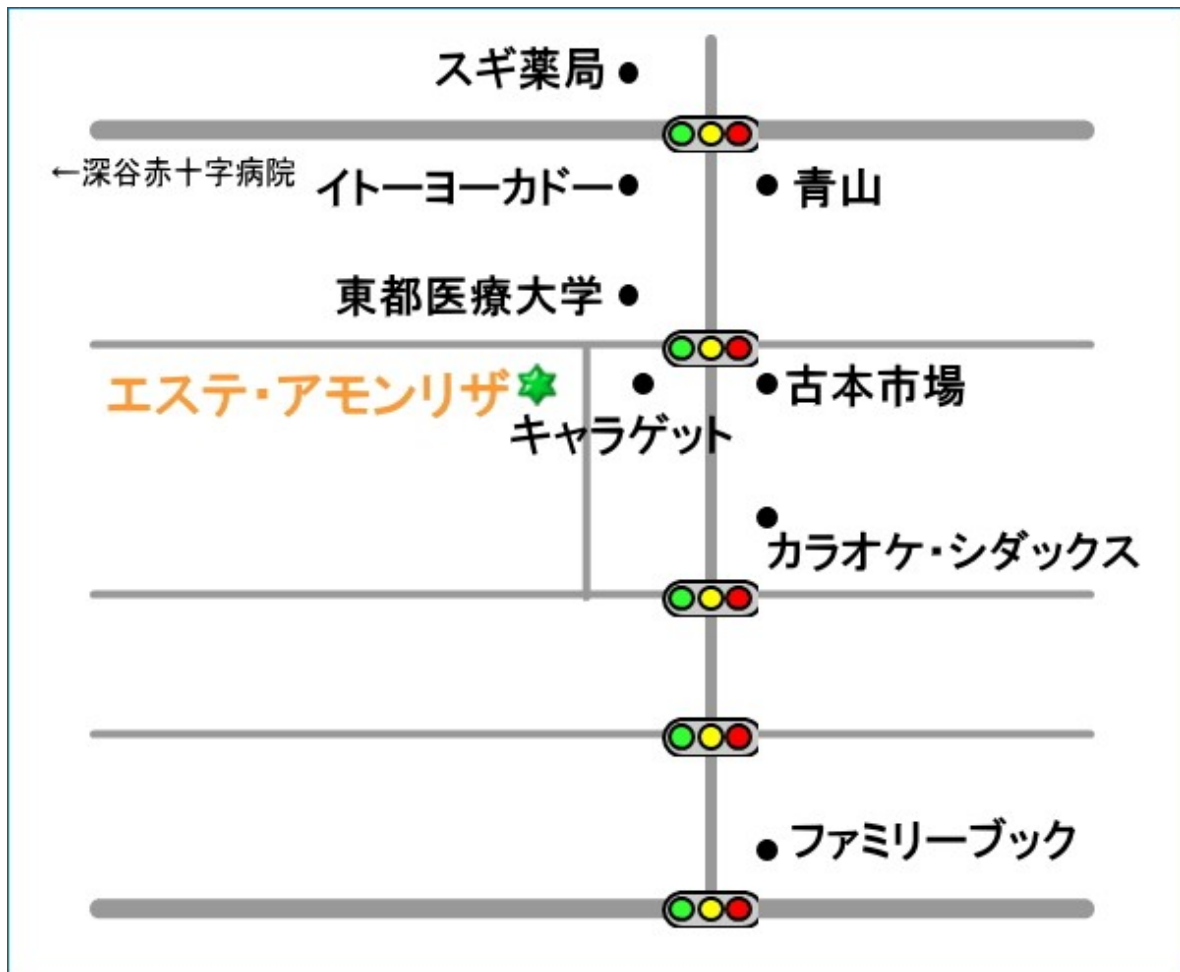 スギ薬局
←深谷赤十字病院
イトーヨーカドー
青山
東都医療大学
エステ・アモンリザ
古本市場
キャラゲット
カラオケ・シダックス
ファミリーブック